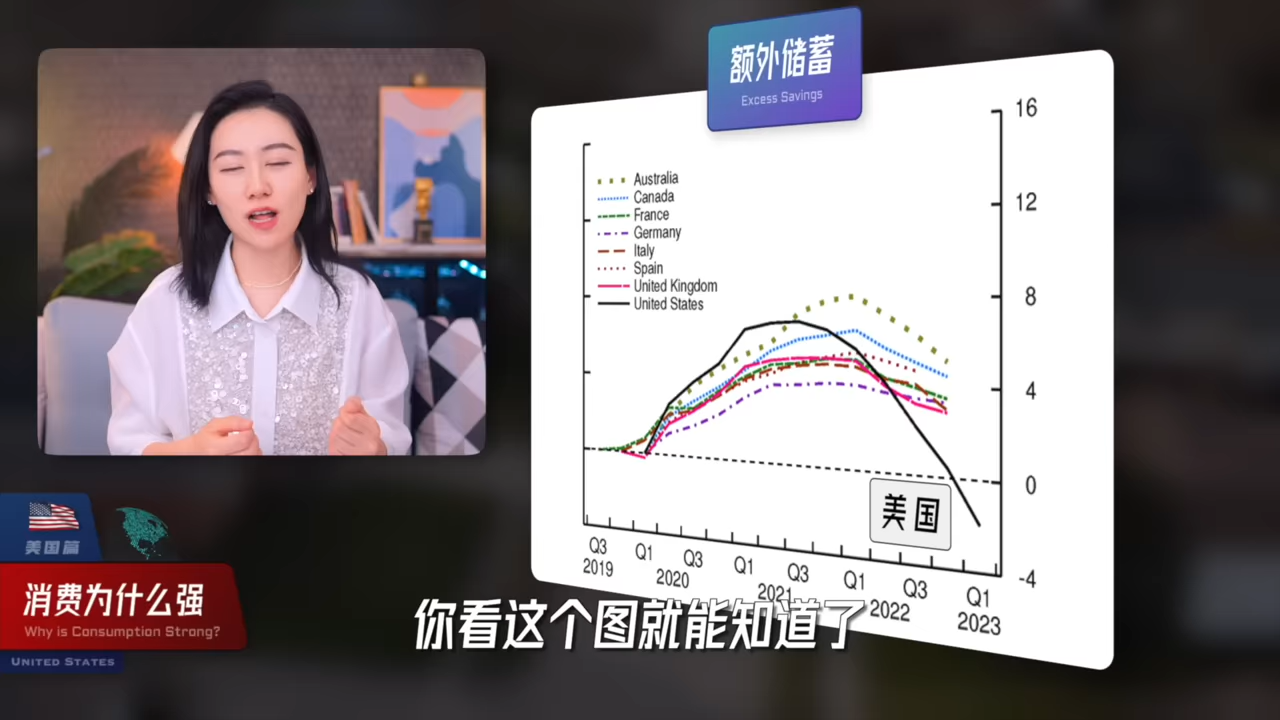 额外储蓄
Excess Savings
16
12
8
4
0
-4
Australia
Canada
France
Germany
Italy
Spain
United Kingdom
United States
美国
Q3
2019
Q1
2020
Q3
Q1
2021
Q3
Q1
2022
Q3
Q1
2023
美国篇
消费为什么强
Why is Consumption Strong?
UNITED STATES
你看这个图就能知道了